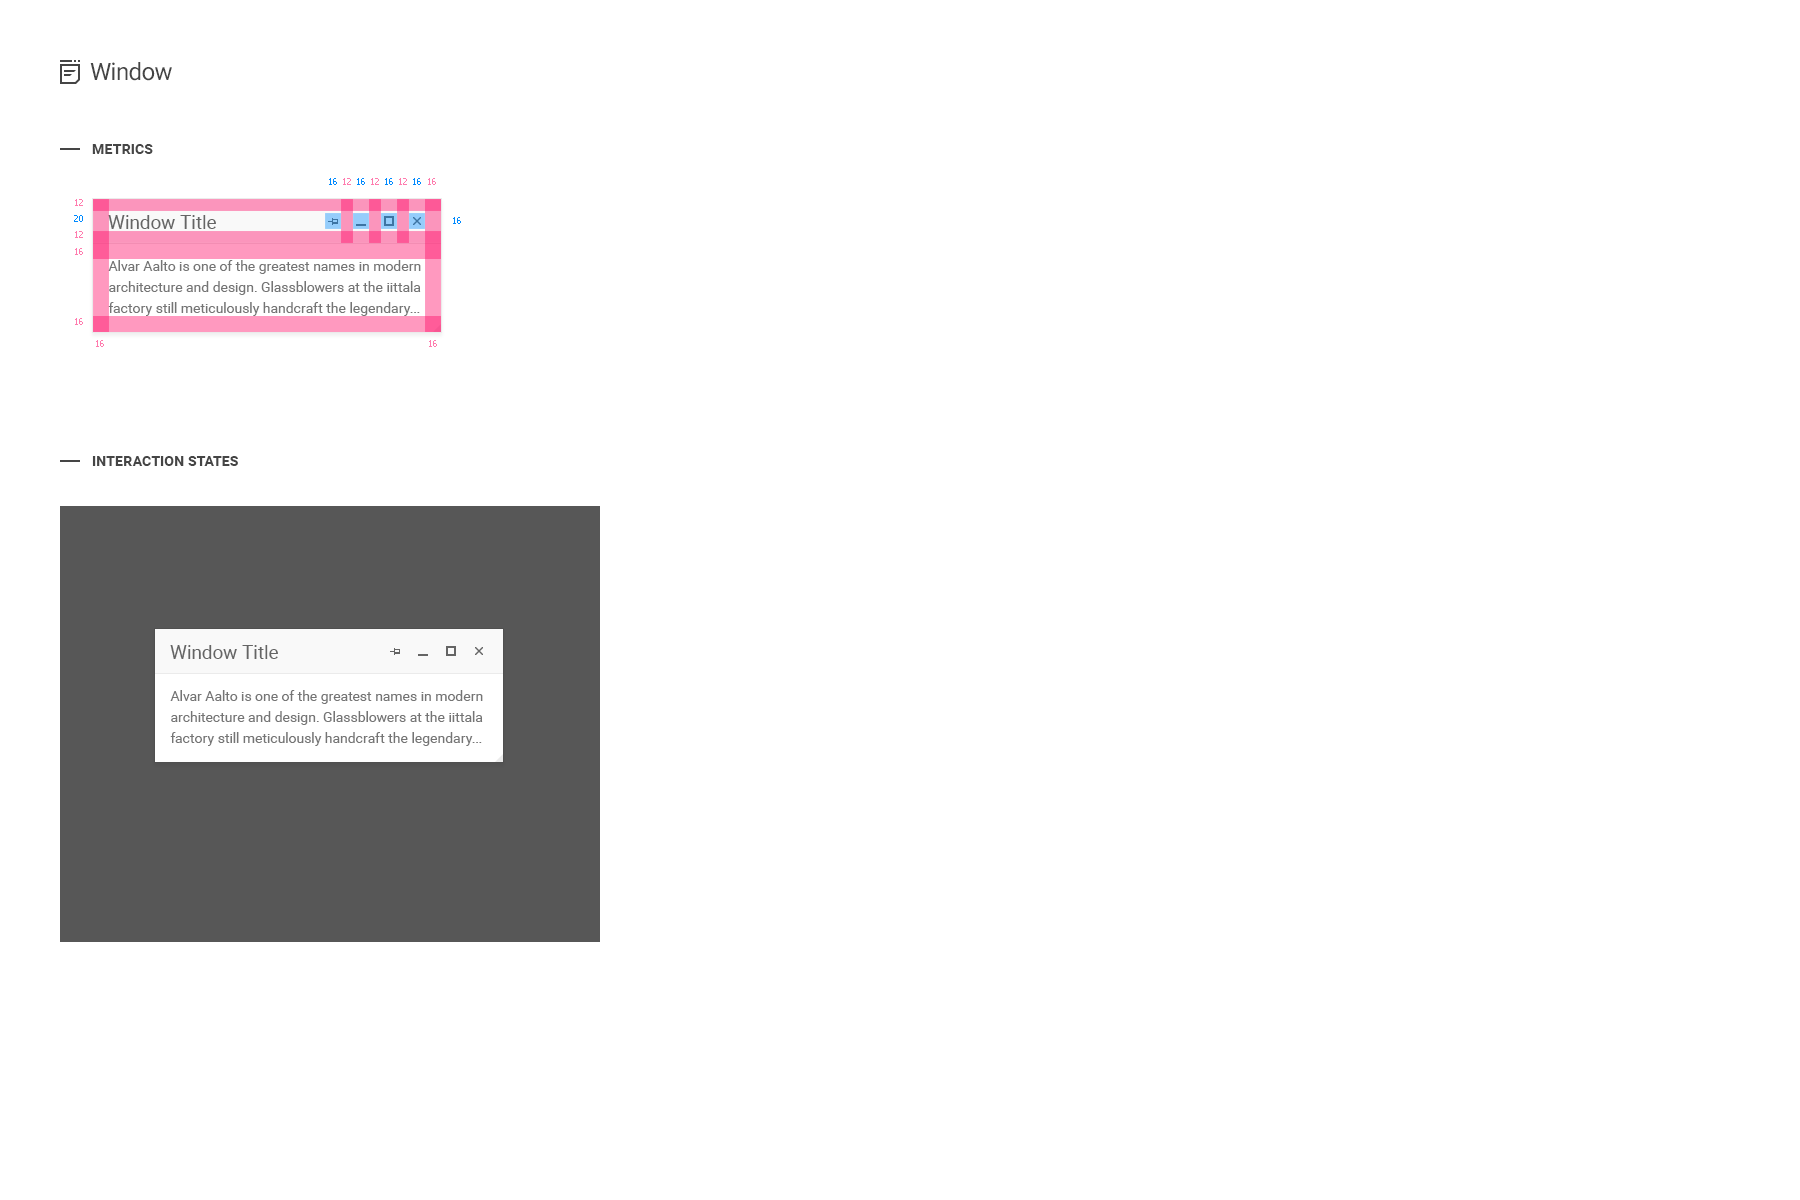 Window
METRICS
16 12 16 12 16 12 16 16
12
Window Title
20
16
12
16
Alvar Aalto is one of the greatest names in modern
architecture and design. Glassblowers at the iittala
factory still meticulously handcraft the legendary...
16
16 16
INTERACTION STATES
Window Title
Alvar Aalto is one of the greatest names in modern
architecture and design. Glassblowers at the iittala
factory still meticulously handcraft the legendary...